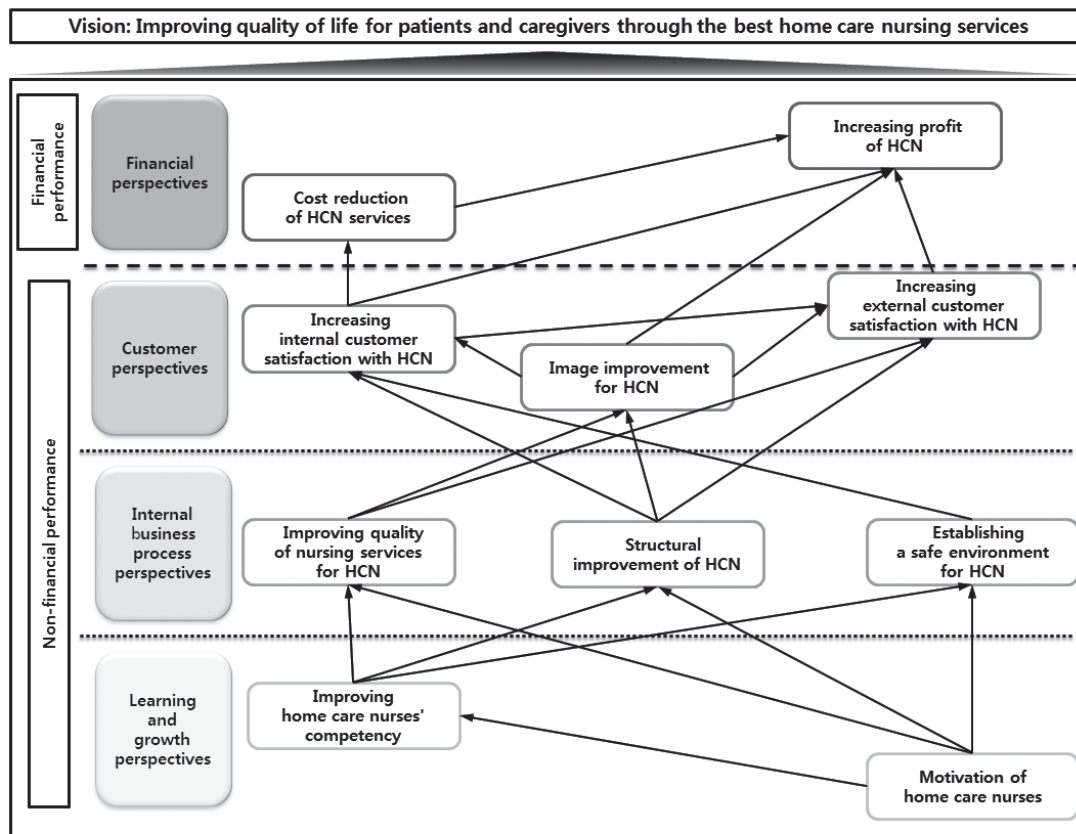 Vision: Improving quality of life for patients and caregivers through the best home care nursing services
Financial
performance
Financial
perspectives
Increasing profit
of HCN
Cost reduction
of HCN services
Non-financial performance
Customer
perspectives
Increasing
internal customer
satisfaction with HCN
Image improvement
for HCN
Increasing
external customer
satisfaction with HCN
Internal
business
process
perspectives
Improving quality
of nursing services
for HCN
Structural
improvement of HCN
Establishing
a safe environment
for HCN
Learning
and
growth
perspectives
Improving
home care nurses'
competency
Motivation of
home care nurses